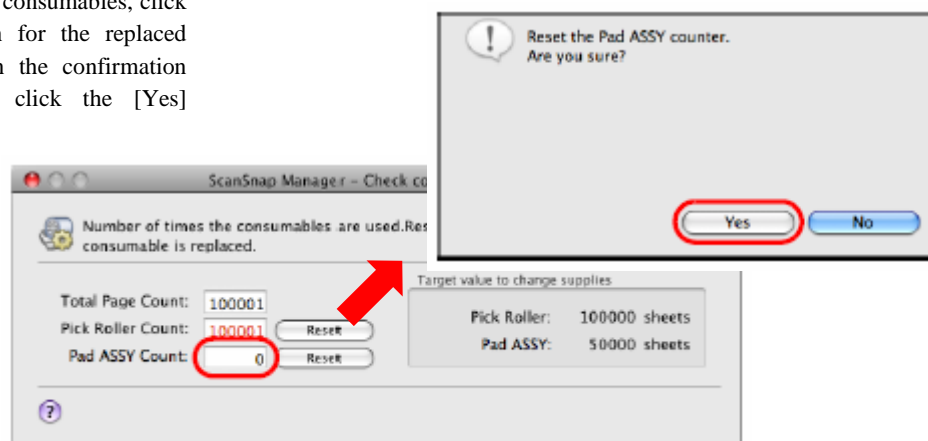 consumables, click
for the replaced
the confirmation
click the [Yes]
Reset the Pad ASSY counter.
Are you sure?
Yes
No
ScanSnap Manager – Check
Number of times the consumables are used.Res
consumable is replaced.
Total Page Count: 100001
Pick Roller Count: 100001 Reset
Pad ASSY Count: 0 Reset
Target value to change supplies
Pick Roller: 100000 sheets
Pad ASSY: 50000 sheets
?